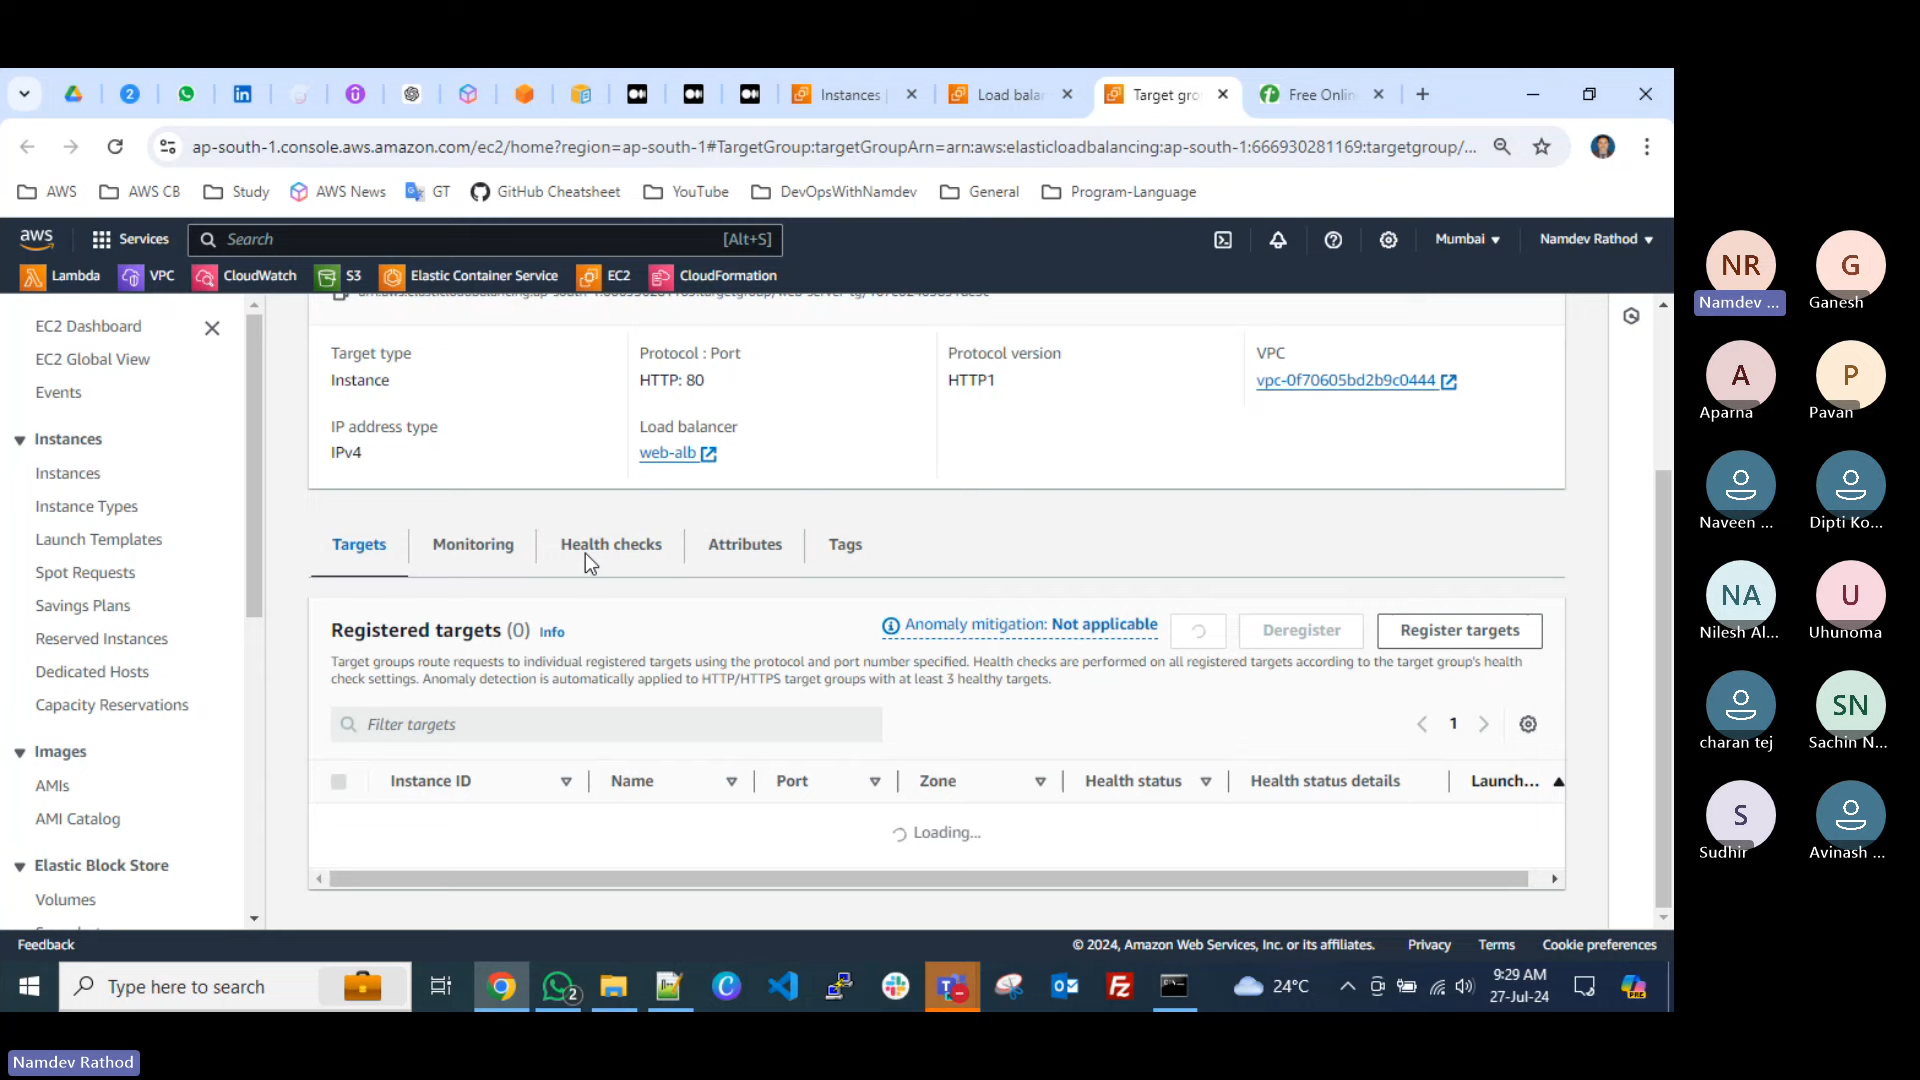 Instances
Load bala
Target gro
Free Onlin
ap-south-1.console.aws.amazon.com/ec2/home?region=ap-south-1#TargetGroup:targetGroupArn=arn:aws:elasticloadbalancing:ap-south-1:666930281169:targetgroup/...
AWS
AWS CB
Study
AWS News
GT
GitHub Cheatsheet
YouTube
DevOpsWithNamdev
General
Program-Language
aws
Services
Search
[Alt+S]
Mumbai
Namdev Rathod
Lambda
VPC
CloudWatch
S3
Elastic Container Service
EC2
CloudFormation
EC2 Dashboard
EC2 Global View
Events
Instances
Instances
Instance Types
Launch Templates
Spot Requests
Savings Plans
Reserved Instances
Dedicated Hosts
Capacity Reservations
Images
AMIs
AMI Catalog
Elastic Block Store
Volumes
Target type
Instance
Protocol : Port
HTTP: 80
Protocol version
HTTP1
VPC
vpc-0f70605bd2b9c0444
IP address type
IPv4
Load balancer
web-alb
Targets
Monitoring
Health checks
Attributes
Tags
Registered targets (0) Info
Anomaly mitigation: Not applicable
Deregister
Register targets
Target groups route requests to individual registered targets using the protocol and port number specified. Health checks are performed on all registered targets according to the target group's health
check settings. Anomaly detection is automatically applied to HTTP/HTTPS target groups with at least 3 healthy targets.
Filter targets
1
Instance ID
Name
Port
Zone
Health status
Health status details
Launch...
Loading...
Feedback
© 2024, Amazon Web Services, Inc. or its affiliates.
Privacy
Terms
Cookie preferences
Type here to search
2
24°C
9:29 AM
27-Jul-24
NR
Namdev ...
G
Ganesh
A
Aparna
P
Pavan
Naveen ...
Dipti Ko...
NA
Nilesh Al...
U
Uhunoma
charan tej
SN
Sachin N...
S
Sudhir
Avinash ...
Namdev Rathod